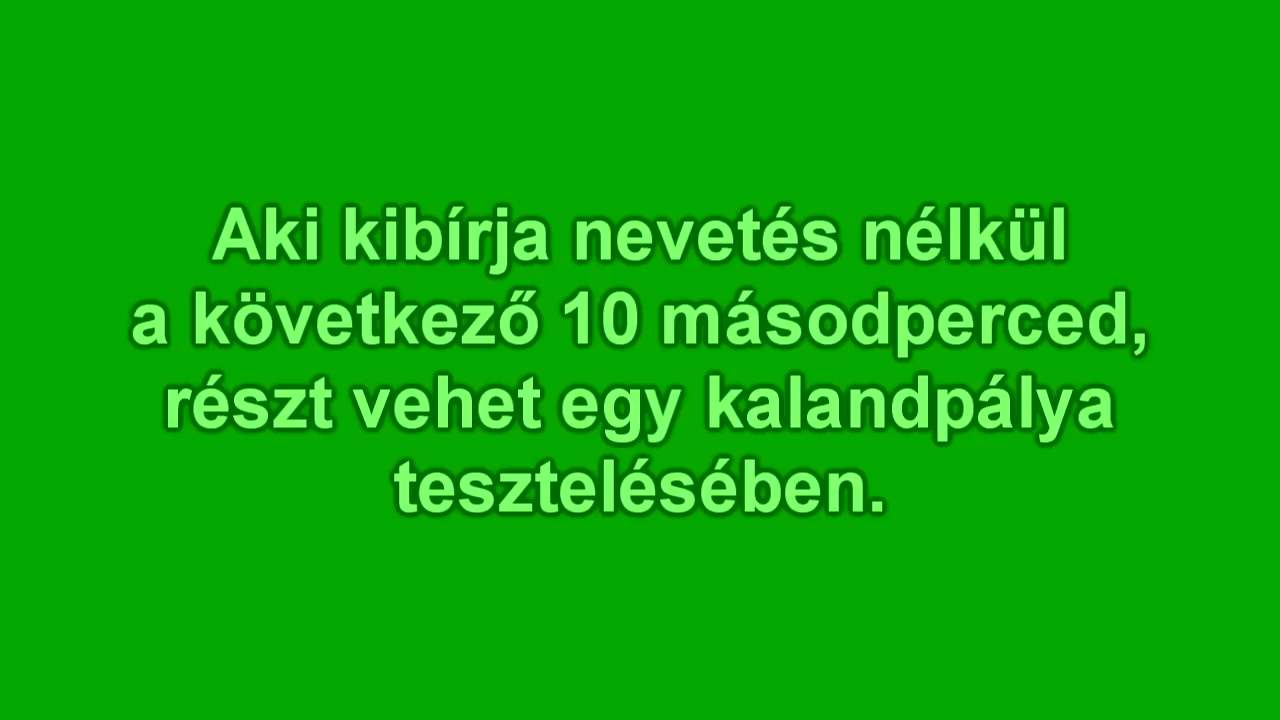 Aki kibírja nevetés nélkül
a következő 10 másodperced,
részt vehet egy kalandpálya
tesztelésében.